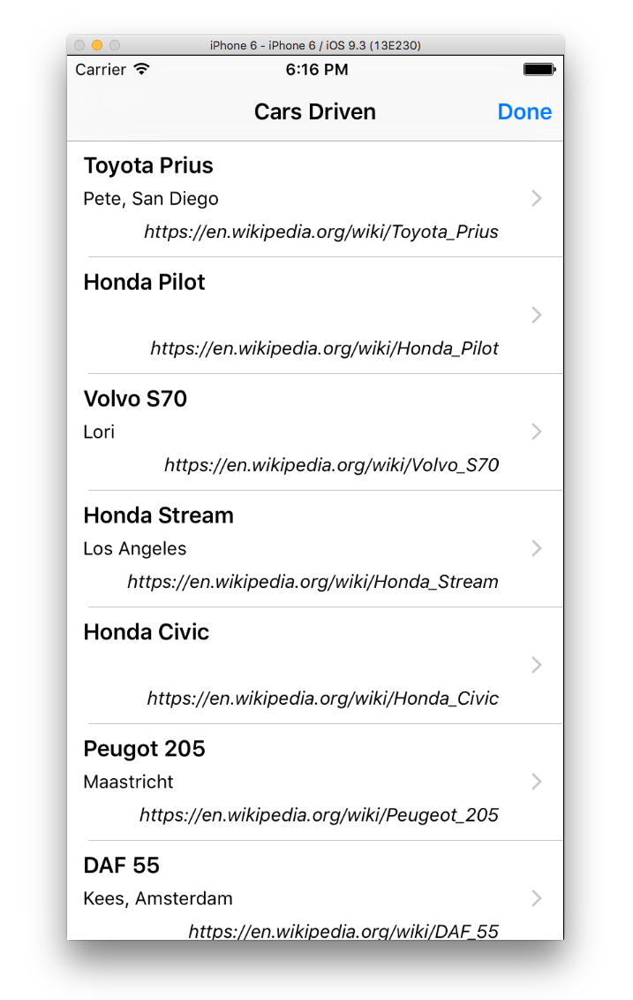 iPhone 6 - iPhone 6 / iOS 9.3 (13E230)
Carrier 6:16 PM
Cars Driven Done
Toyota Prius
Pete, San Diego
https://en.wikipedia.org/wiki/Toyota_Prius
Honda Pilot
https://en.wikipedia.org/wiki/Honda_Pilot
Volvo S70
Lori
https://en.wikipedia.org/wiki/Volvo_S70
Honda Stream
Los Angeles
https://en.wikipedia.org/wiki/Honda_Stream
Honda Civic
https://en.wikipedia.org/wiki/Honda_Civic
Peugot 205
Maastricht
https://en.wikipedia.org/wiki/Peugeot_205
DAF 55
Kees, Amsterdam
https://en.wikipedia.org/wiki/DAF_55